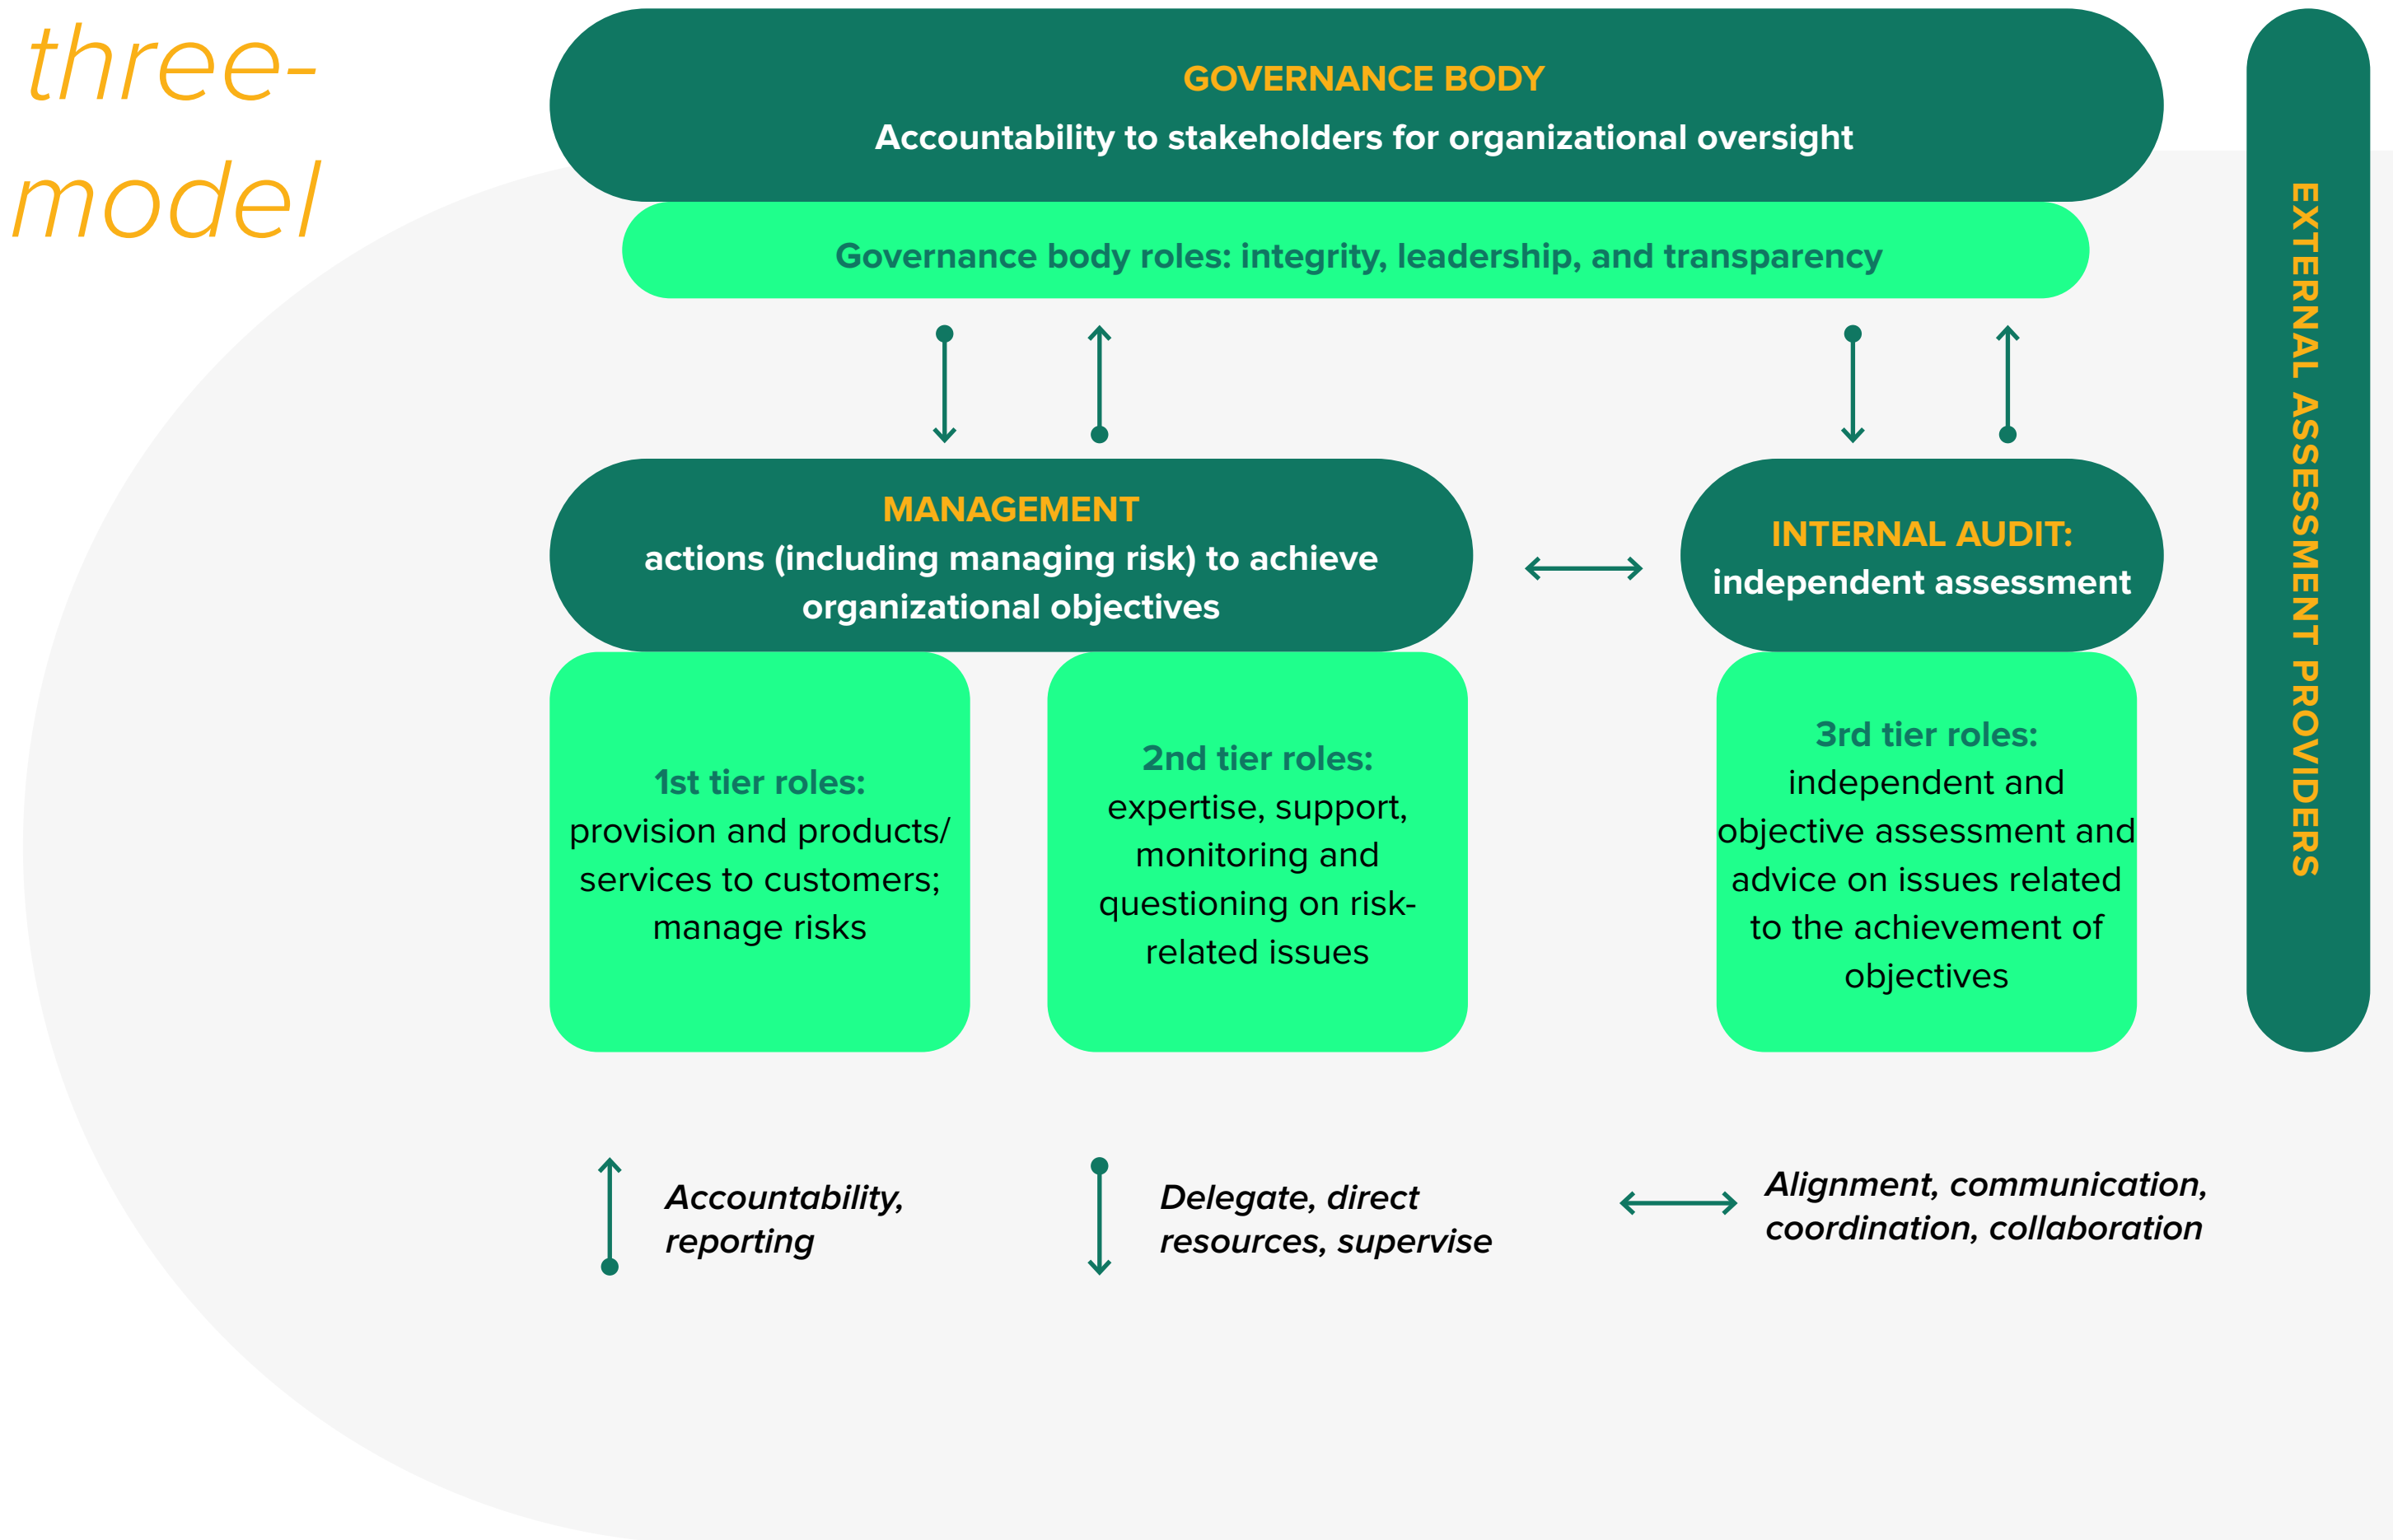 three-
model
GOVERNANCE BODY
Accountability to stakeholders for organizational oversight
Governance body roles: integrity, leadership, and transparency
MANAGEMENT
actions (including managing risk) to achieve
organizational objectives
INTERNAL AUDIT:
independent assessment
1st tier roles:
provision and products/
services to customers;
manage risks
2nd tier roles:
expertise, support,
monitoring and
questioning on risk-
related issues
3rd tier roles:
independent and
objective assessment and
advice on issues related
to the achievement of
objectives
EXTERNAL ASSESSMENT PROVIDERS
Accountability,
reporting
Delegate, direct
resources, supervise
Alignment, communication,
coordination, collaboration